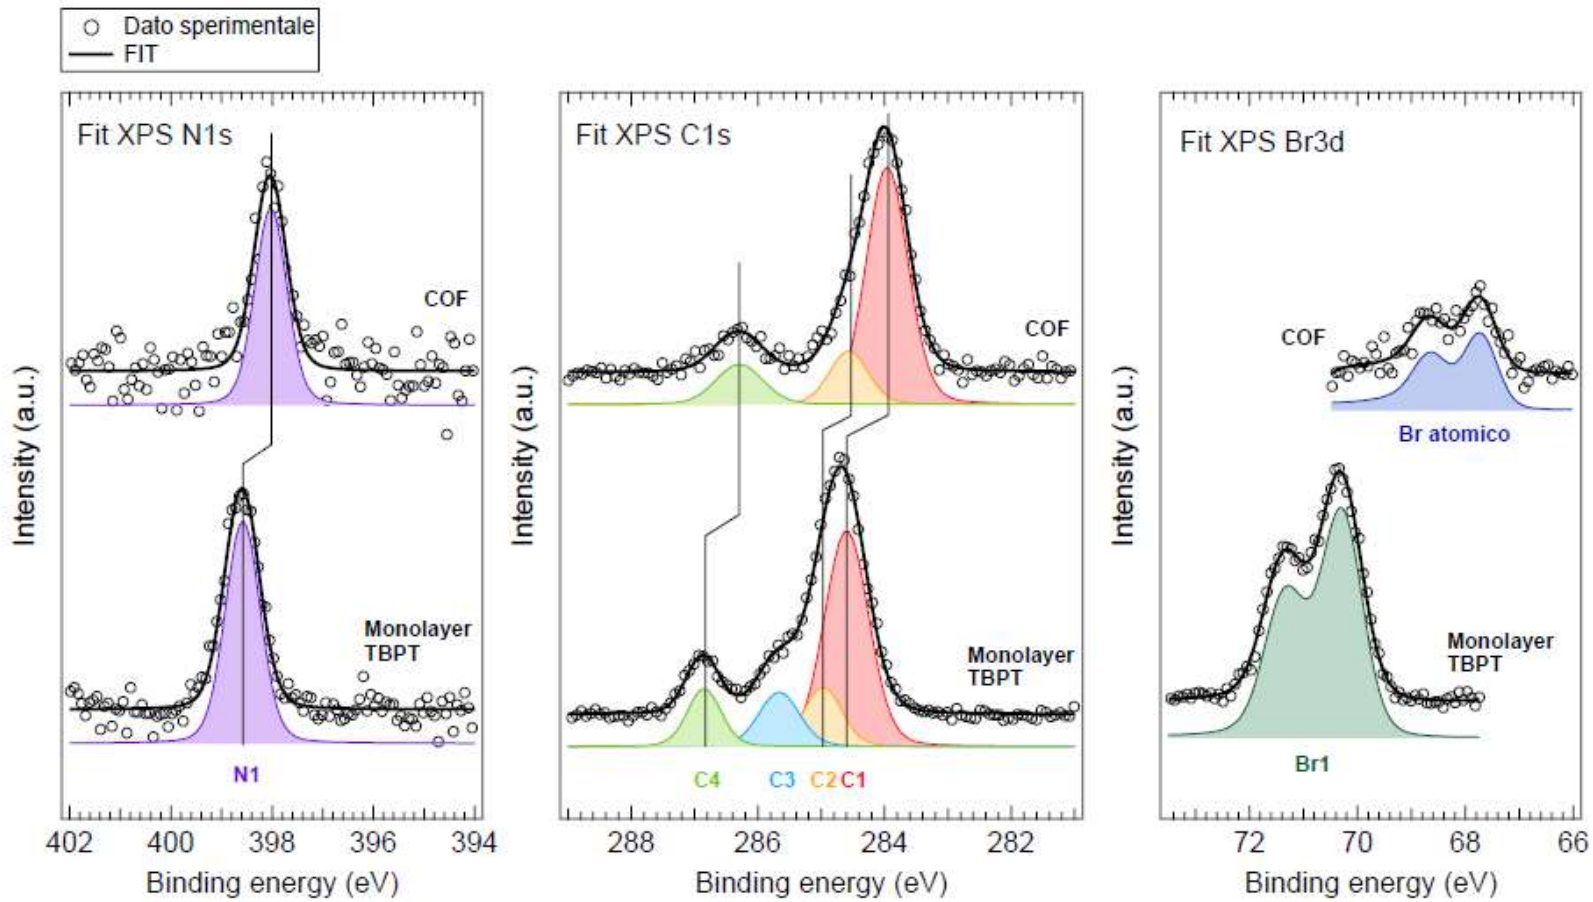 Dato sperimentale
FIT
Fit XPS N1s
COF
Monolayer
TBPT
N1
Intensity (a.u.)
402 400 398 396 394
Binding energy (eV)
Fit XPS C1s
COF
Monolayer
TBPT
C4 C3 C2 C1
Intensity (a.u.)
288 286 284 282
Binding energy (eV)
Fit XPS Br3d
COF
Br atomico
Monolayer
TBPT
Br1
Intensity (a.u.)
72 70 68 66
Binding energy (eV)